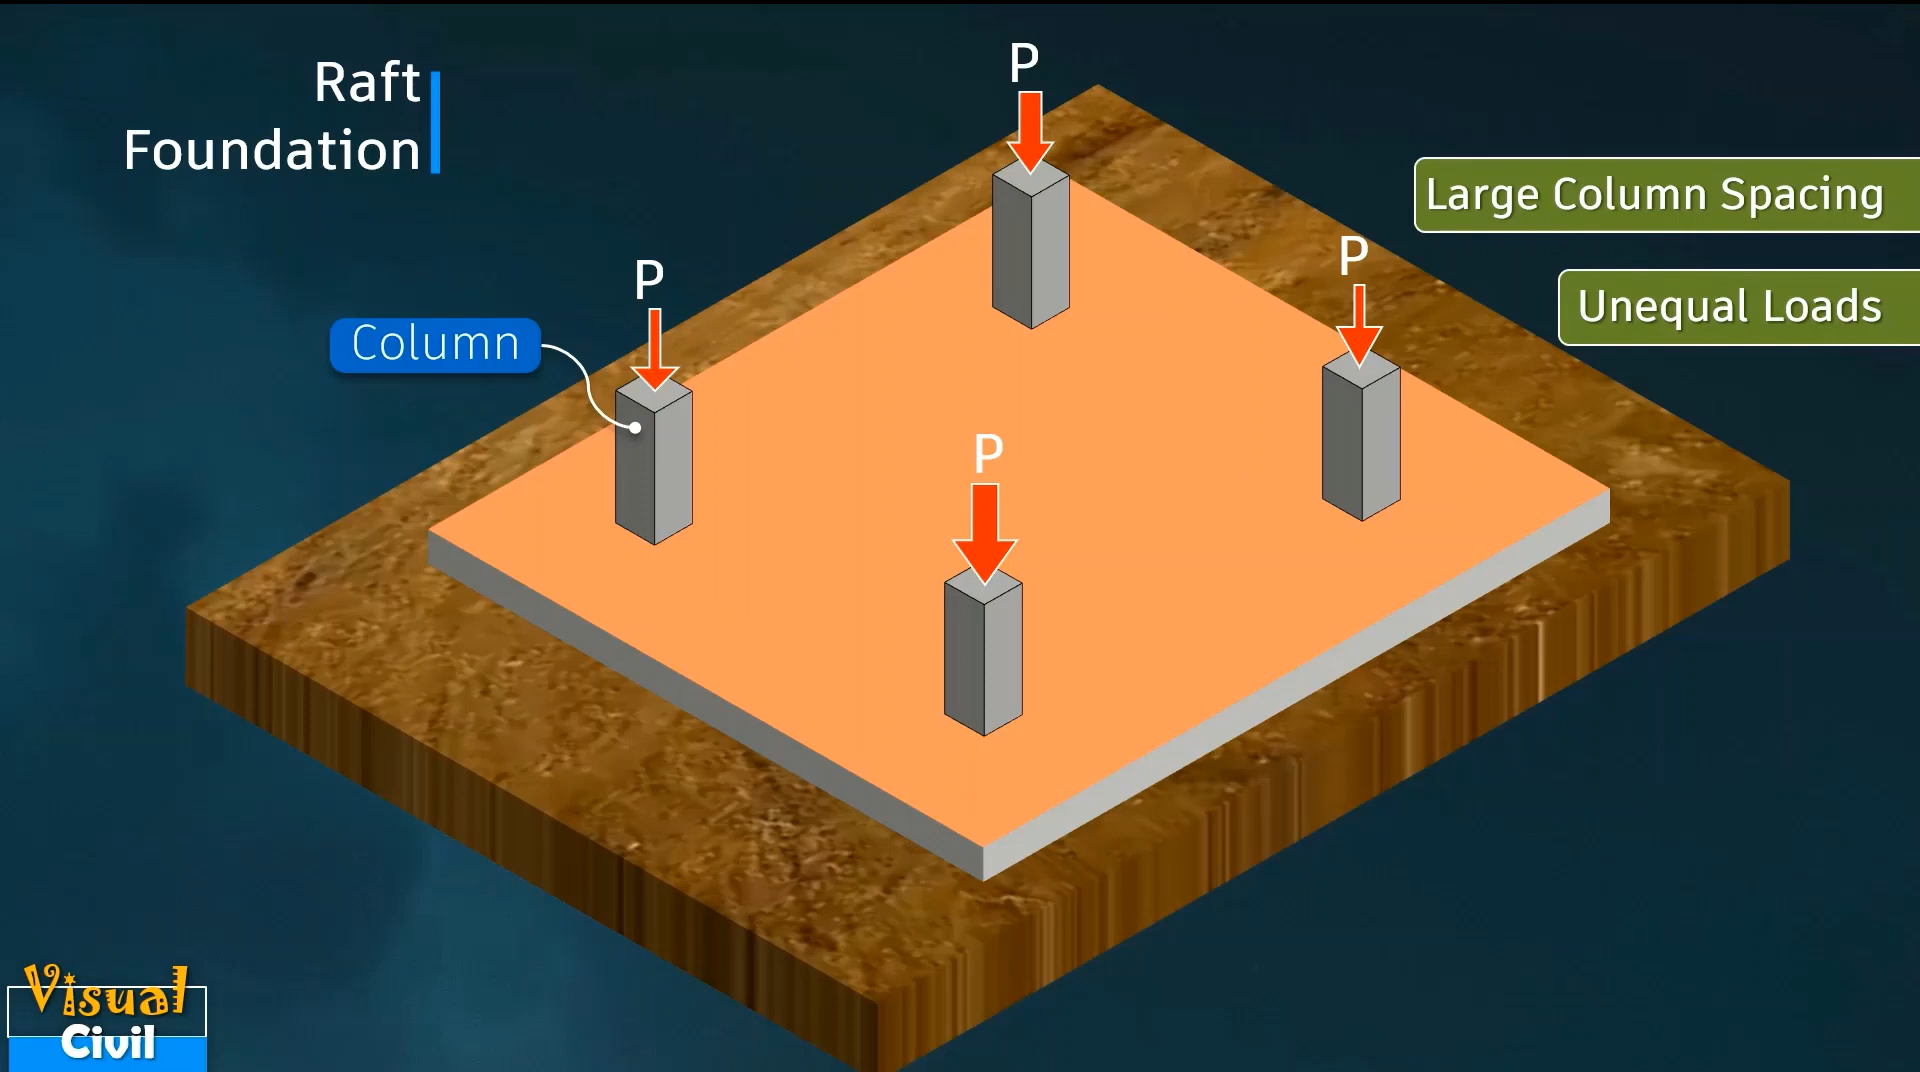 Raft
Foundation
P
Large Column Spacing
P
Unequal Loads
P
Column
P
Visual
Civil